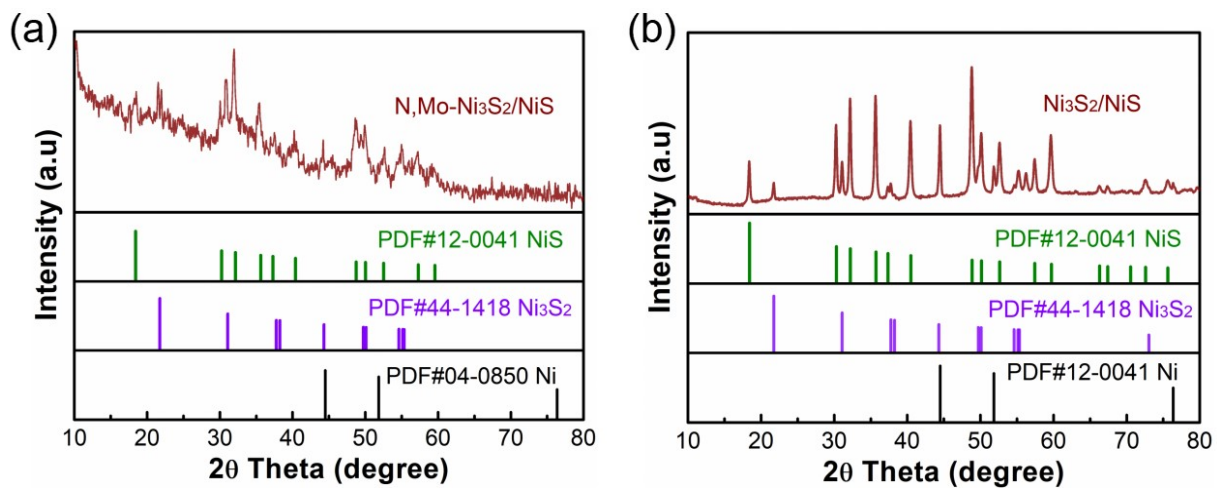 (a)
Intensity (a.u)
N,Mo-Ni₃S₂/NiS
PDF#12-0041 NiS
PDF#44-1418 Ni₃S₂
PDF#04-0850 Ni
10 20 30 40 50 60 70 80
2θ Theta (degree)
(b)
Intensity (a.u)
Ni₃S₂/NiS
PDF#12-0041 NiS
PDF#44-1418 Ni₃S₂
PDF#12-0041 Ni
10 20 30 40 50 60 70 80
2θ Theta (degree)